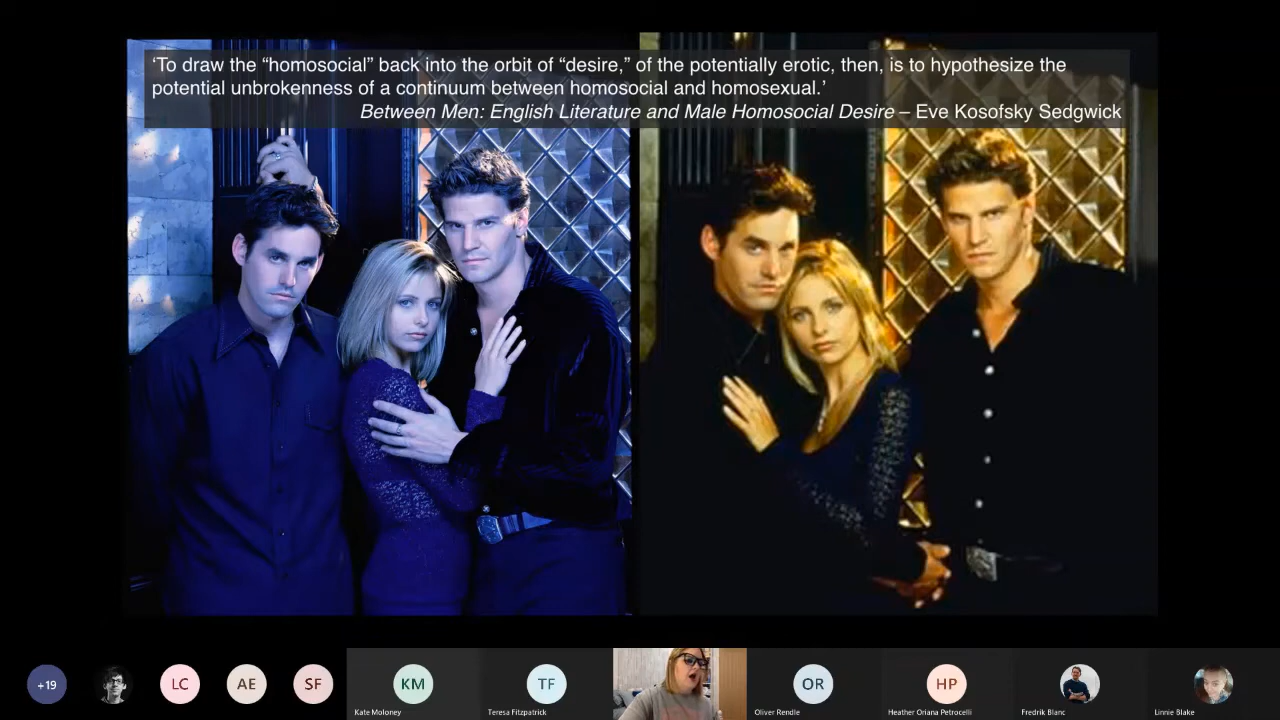 ‘To draw the “homosocial” back into the orbit of “desire,” of the potentially erotic, then, is to hypothesize the
potential unbrokenness of a continuum between homosocial and homosexual.’
Between Men: English Literature and Male Homosocial Desire – Eve Kosofsky Sedgwick
+19
LC
AE
SF
KM
Kate Moloney
TF
Teresa Fitzpatrick
OR
Oliver Rendle
HP
Heather Oriana Petrocelli
Fredrik Blanc
Linnie Blake